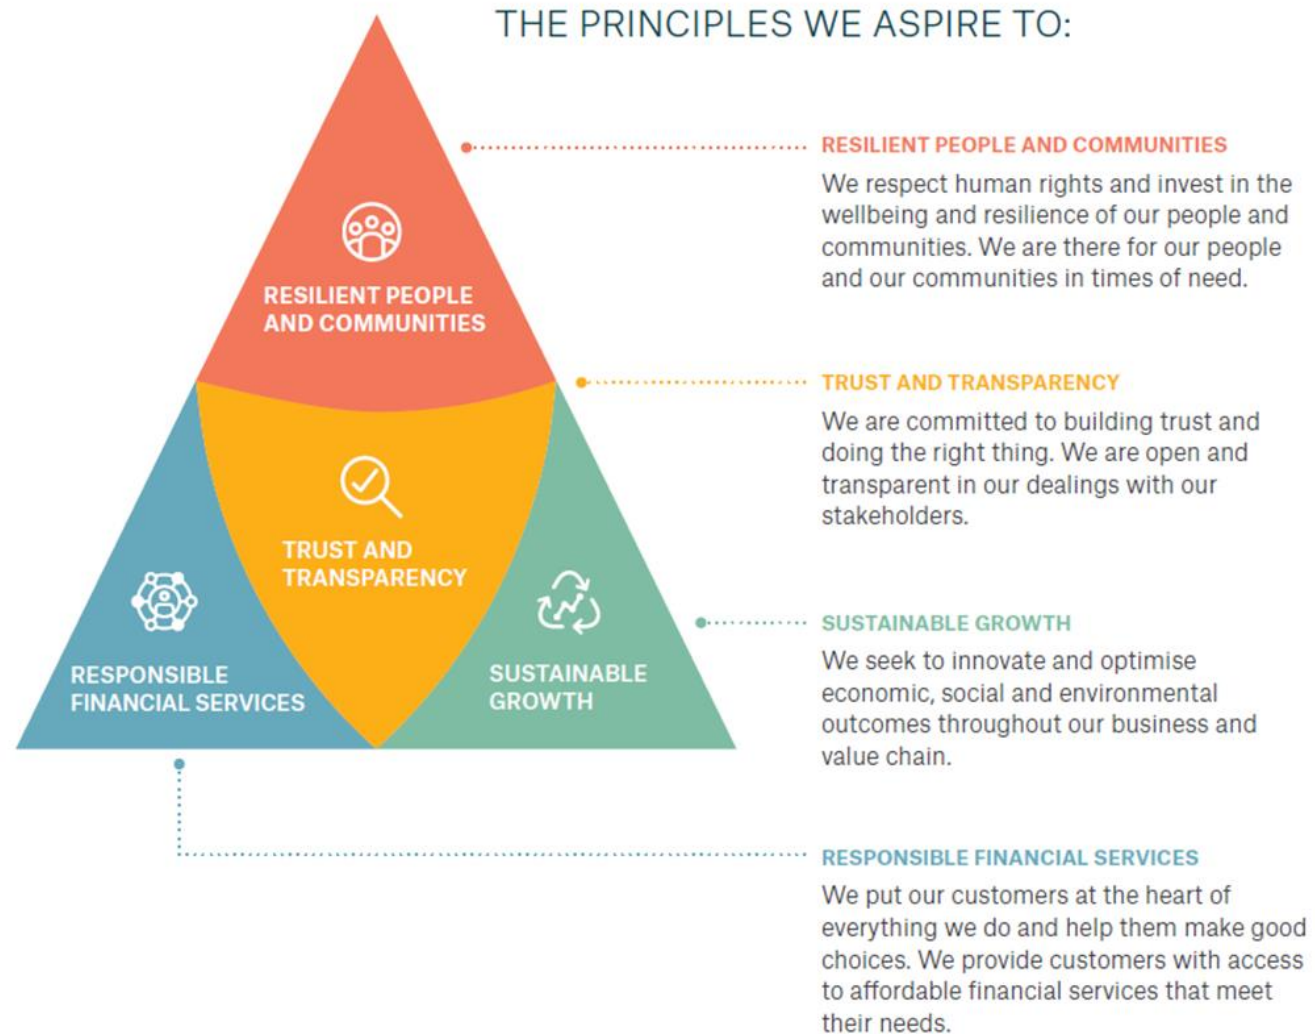 THE PRINCIPLES WE ASPIRE TO:
RESILIENT PEOPLE
AND COMMUNITIES
TRUST AND
TRANSPARENCY
RESPONSIBLE
FINANCIAL SERVICES
SUSTAINABLE
GROWTH
RESILIENT PEOPLE AND COMMUNITIES
We respect human rights and invest in the
wellbeing and resilience of our people and
communities. We are there for our people
and our communities in times of need.
TRUST AND TRANSPARENCY
We are committed to building trust and
doing the right thing. We are open and
transparent in our dealings with our
stakeholders.
SUSTAINABLE GROWTH
We seek to innovate and optimise
economic, social and environmental
outcomes throughout our business and
value chain.
RESPONSIBLE FINANCIAL SERVICES
We put our customers at the heart of
everything we do and help them make good
choices. We provide customers with access
to affordable financial services that meet
their needs.